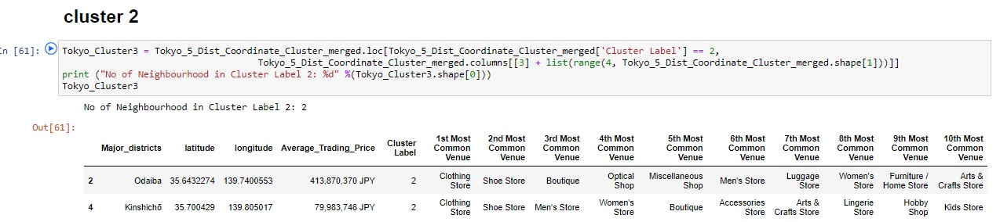 cluster 2
In [61]:
Tokyo_Cluster3 = Tokyo_5_Dist_Coordinate_Cluster_merged.loc[Tokyo_5_Dist_Coordinate_Cluster_merged['Cluster Label'] == 2,
Tokyo_5_Dist_Coordinate_Cluster_merged.columns[[3] + list(range(4, Tokyo_5_Dist_Coordinate_Cluster_merged.shape[1]))]]
print ("No of Neighbourhood in Cluster Label 2: %d" %(Tokyo_Cluster3.shape[0]))
Tokyo_Cluster3
No of Neighbourhood in Cluster Label 2: 2
Out[61]:
Major_districts latitude longitude Average_Trading_Price Cluster Label 1st Most Common Venue 2nd Most Common Venue 3rd Most Common Venue 4th Most Common Venue 5th Most Common Venue 6th Most Common Venue 7th Most Common Venue 8th Most Common Venue 9th Most Common Venue 10th Most Common Venue
2 Odaiba 35.6432274 139.7400553 413,870,370 JPY 2 Clothing Store Shoe Store Boutique Optical Shop Miscellaneous Shop Men's Store Luggage Store Women's Store Furniture / Home Store Arts & Crafts Store
4 Kinshichō 35.700429 139.805017 79,983,746 JPY 2 Clothing Store Shoe Store Men's Store Women's Store Boutique Accessories Store Arts & Crafts Store Lingerie Store Hobby Shop Kids Store